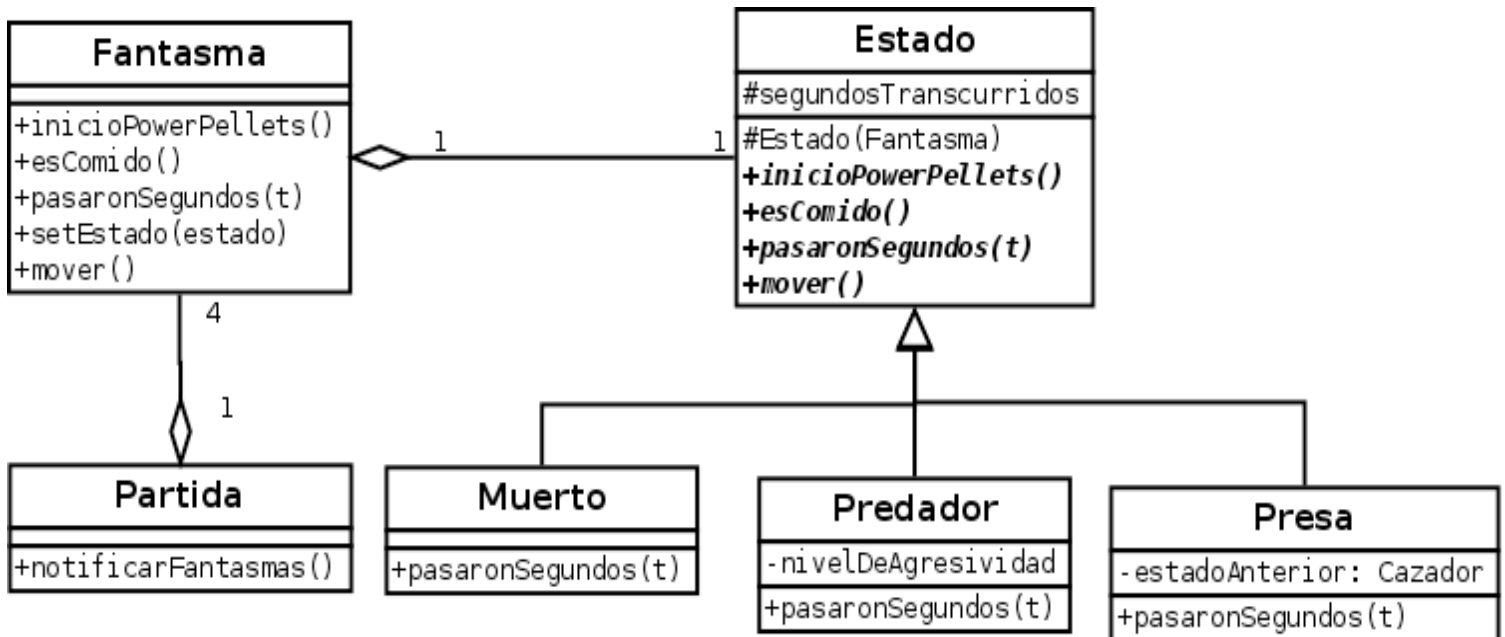 Fantasma
+inicioPowerPellets()
+esComido()
+pasaronSegundos(t)
+setEstado(estado)
+mover()
1
1
Estado
#segundosTranscurridos
#Estado(Fantasma)
+inicioPowerPellets()
+esComido()
+pasaronSegundos(t)
+mover()
4
1
Partida
+notificarFantasmas()
Muerto
+pasaronSegundos(t)
Predador
-nivelDeAgresividad
+pasaronSegundos(t)
Presa
-estadoAnterior: Cazador
+pasaronSegundos(t)